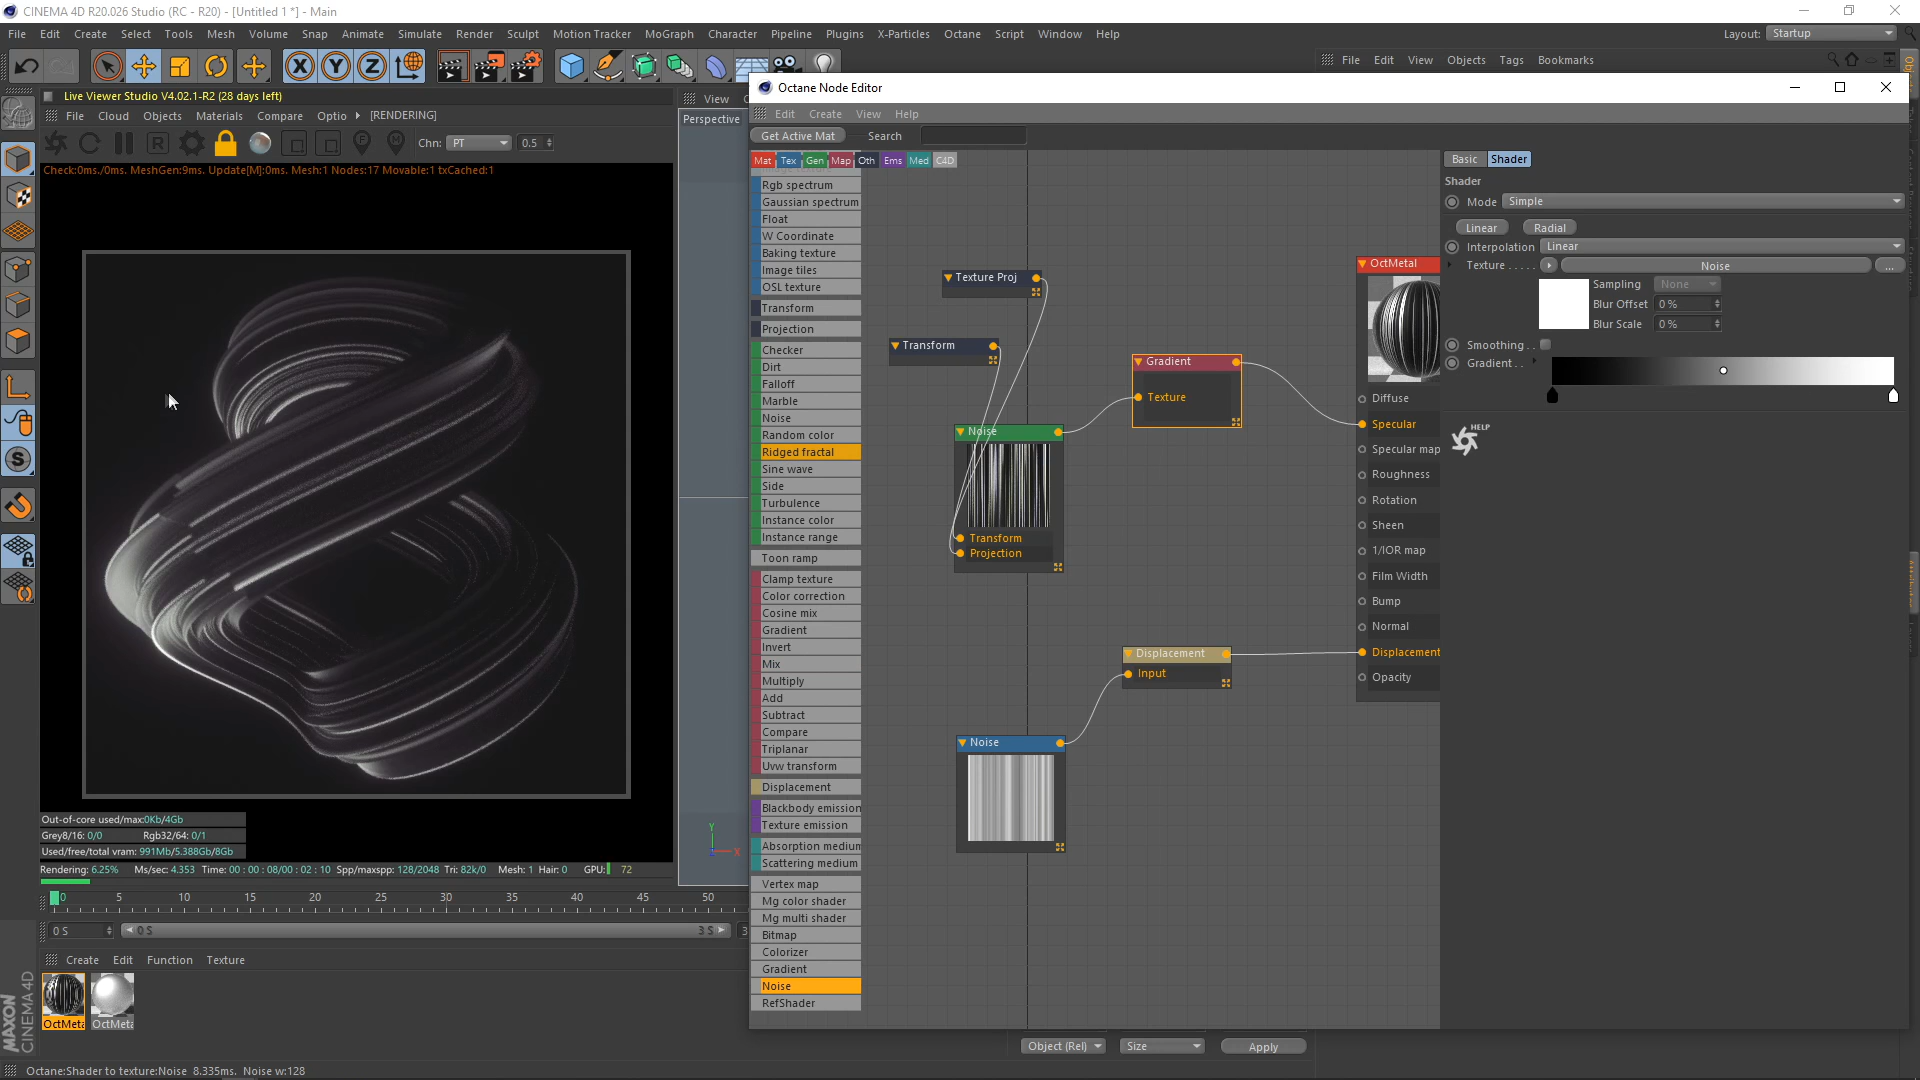 CINEMA 4D R20.026 Studio (RC - R20) - [Untitled 1 *] - Main
File Edit Create Select Tools Mesh Volume Snap Animate Simulate Render Sculpt Motion Tracker MoGraph Character Pipeline Plugins X-Particles Octane Script Window Help
Layout: Startup
X Y Z
File Edit View Objects Tags Bookmarks
Live Viewer Studio V4.02.1-R2 (28 days left)
File Cloud Objects Materials Compare Optio [RENDERING]
Chn: PT 0.5
Check:0ms./0ms. MeshGen:9ms. Update[M]:0ms. Mesh:1 Nodes:17 Movable:1 txCached:1
View
Perspective
Octane Node Editor
Edit Create View Help
Get Active Mat Search
Mat Tex Gen Map Oth Ems Med C4D
Rgb spectrum
Gaussian spectrum
Float
W Coordinate
Baking texture
Image tiles
OSL texture
Transform
Projection
Checker
Dirt
Falloff
Marble
Noise
Random color
Ridged fractal
Sine wave
Side
Turbulence
Instance color
Instance range
Toon ramp
Clamp texture
Color correction
Cosine mix
Gradient
Invert
Mix
Multiply
Add
Subtract
Compare
Triplanar
Uvw transform
Displacement
Blackbody emission
Texture emission
Absorption medium
Scattering medium
Vertex map
Mg color shader
Mg multi shader
Bitmap
Colorizer
Gradient
Noise
RefShader
Texture Proj
Transform
Noise
Transform
Projection
Gradient
Texture
Displacement
Input
Noise
OctMetal
Diffuse
Specular
Specular map
Roughness
Rotation
Sheen
1/IOR map
Film Width
Bump
Normal
Displacement
Opacity
Basic Shader
Shader
Mode Simple
Linear Radial
Interpolation Linear
Texture . . . . . Noise ...
Sampling None
Blur Offset 0 %
Blur Scale 0 %
Smoothing . .
Gradient . .
HELP
Out-of-core used/max:0Kb/4Gb
Grey8/16: 0/0 Rgb32/64: 0/1
Used/free/total vram: 991Mb/5.388Gb/8Gb
Rendering: 6.25% Ms/sec: 4.353 Time: 00 : 00 : 08/00 : 02 : 10 Spp/maxspp: 128/2048 Tri: 82k/0 Mesh: 1 Hair: 0 GPU: 72
0 5 10 15 20 25 30 35 40 45 50
0 S 0 S 3 S 3
Create Edit Function Texture
OctMeta OctMeta
MAXON CINEMA 4D
Object (Rel) Size Apply
Octane:Shader to texture:Noise 8.335ms. Noise w:128